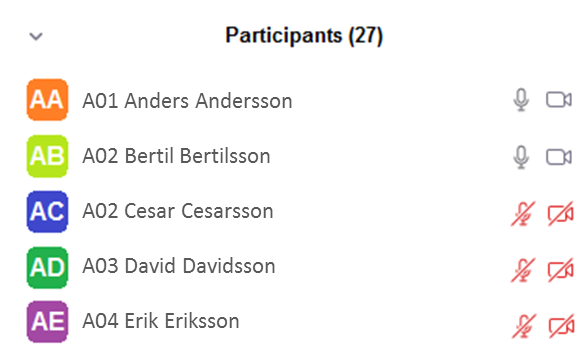 Participants (27)
AA A01 Anders Andersson
AB A02 Bertil Bertilsson
AC A02 Cesar Cesarsson
AD A03 David Davidsson
AE A04 Erik Eriksson